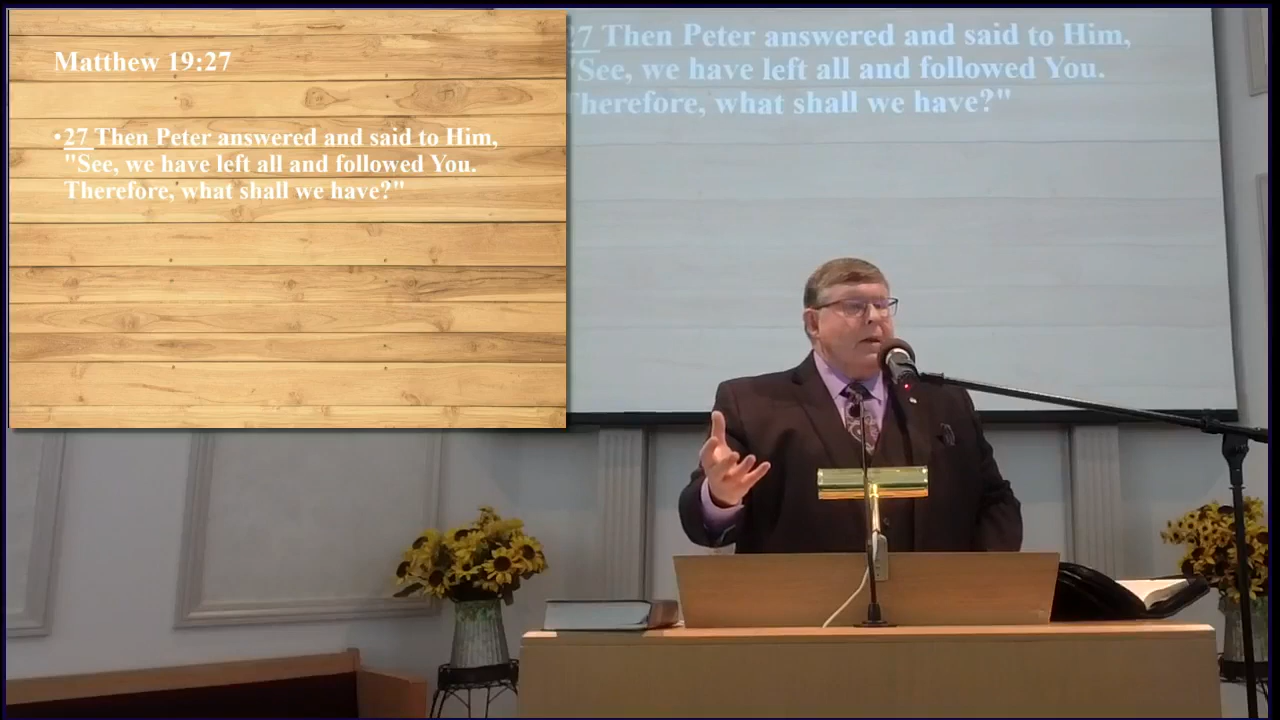 Matthew 19:27
•27 Then Peter answered and said to Him,
"See, we have left all and followed You.
Therefore, what shall we have?"
27 Then Peter answered and said to Him,
"See, we have left all and followed You.
Therefore, what shall we have?"